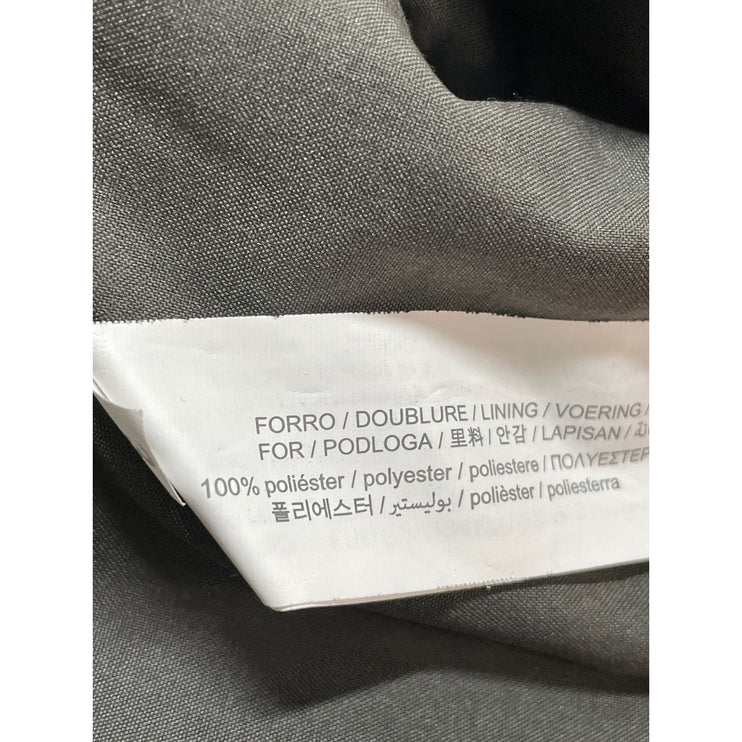 FORRO / DOUBLURE / LINING / VOERING /
FOR / PODLOGA / 里料 / 안감 / LAPISAN /
100% poliéster / polyester / poliestere / ΠΟΛΥΕΣΤΕΡ
폴리에스터 / بوليستير / polièster / poliesterra